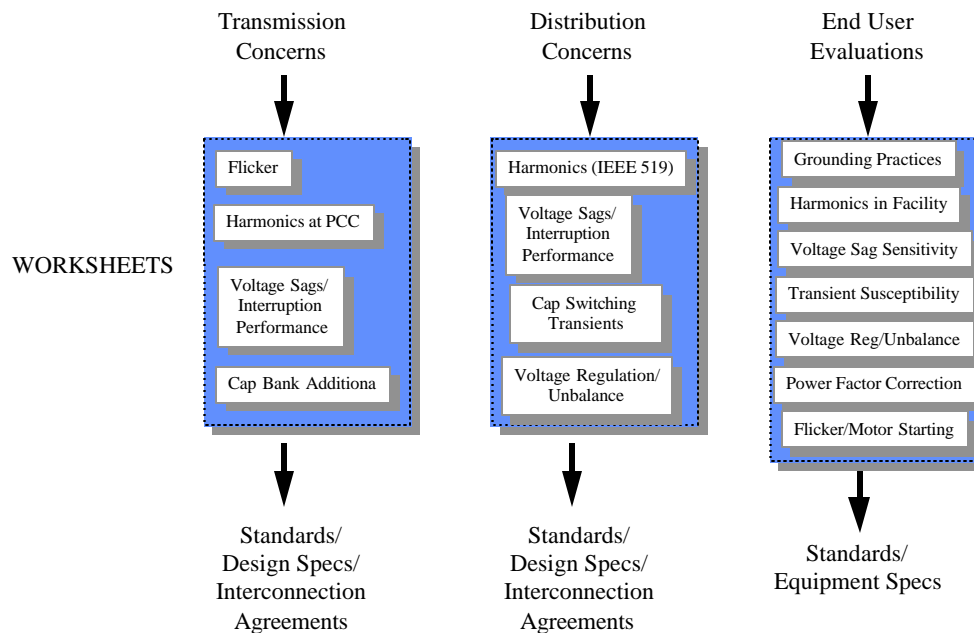 Transmission
Concerns
Distribution
Concerns
End User
Evaluations
WORKSHEETS
Flicker
Harmonics at PCC
Voltage Sags/
Interruption
Performance
Cap Bank Additiona
Harmonics (IEEE 519)
Voltage Sags/
Interruption
Performance
Cap Switching
Transients
Voltage Regulation/
Unbalance
Grounding Practices
Harmonics in Facility
Voltage Sag Sensitivity
Transient Susceptibility
Voltage Reg/Unbalance
Power Factor Correction
Flicker/Motor Starting
Standards/
Design Specs/
Interconnection
Agreements
Standards/
Design Specs/
Interconnection
Agreements
Standards/
Equipment Specs